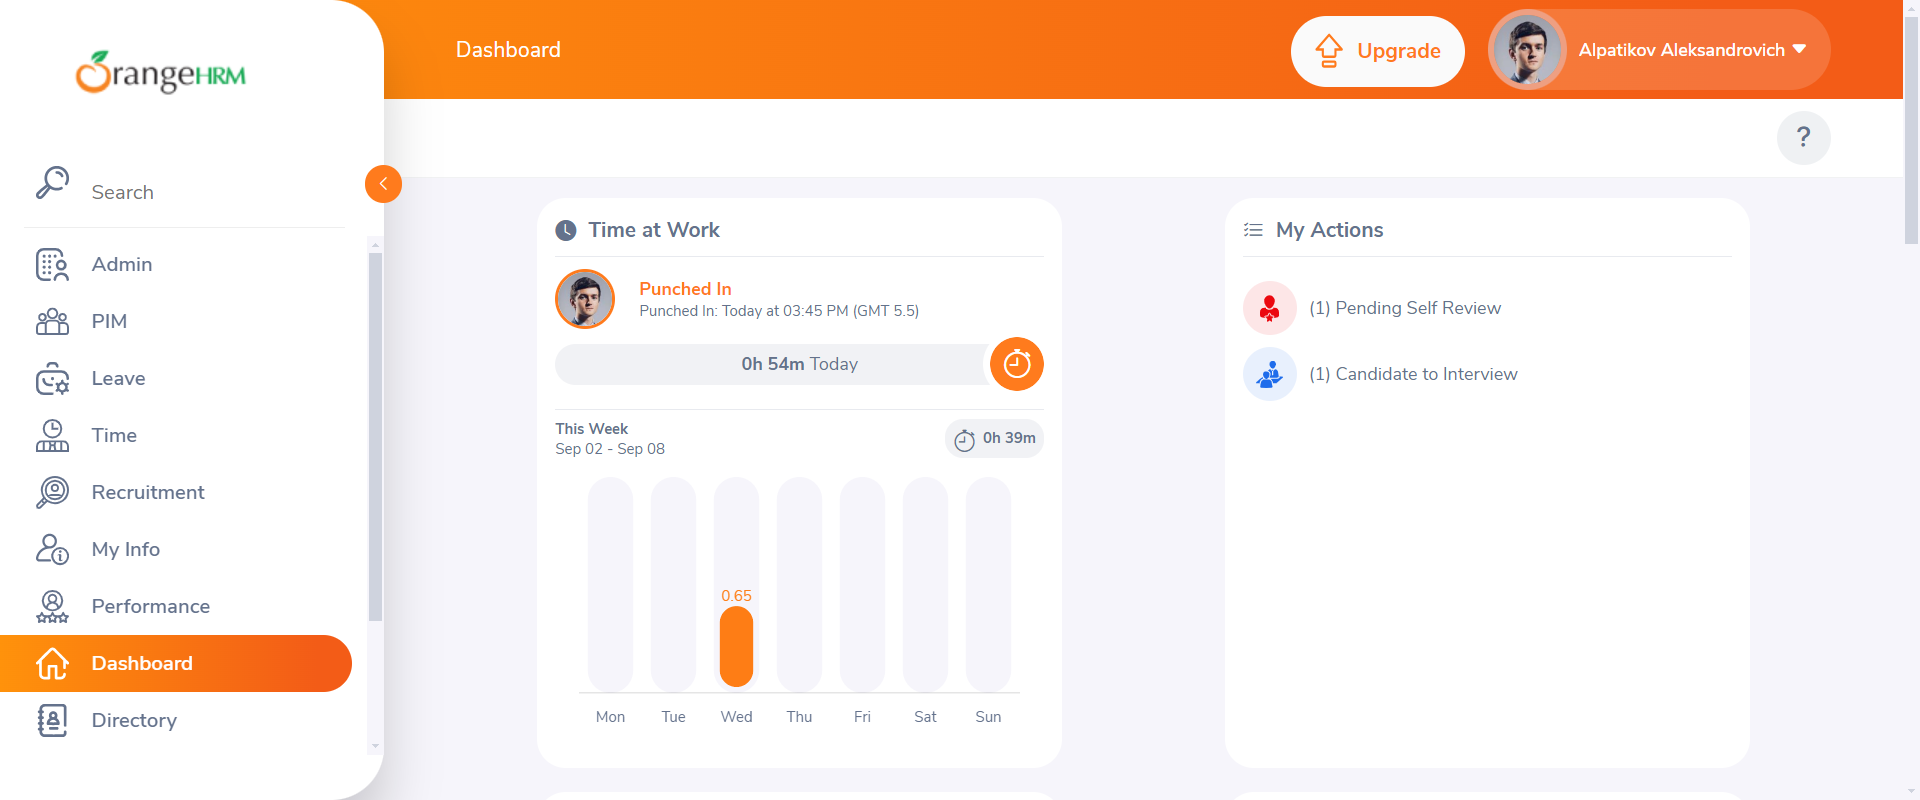 OrangeHRM
Dashboard
Upgrade
Alpatikov Aleksandrovich
?
Search
Admin
PIM
Leave
Time
Recruitment
My Info
Performance
Dashboard
Directory
Time at Work
Punched In
Punched In: Today at 03:45 PM (GMT 5.5)
0h 54m Today
This Week
Sep 02 - Sep 08
0h 39m
0.65
Mon Tue Wed Thu Fri Sat Sun
My Actions
(1) Pending Self Review
(1) Candidate to Interview